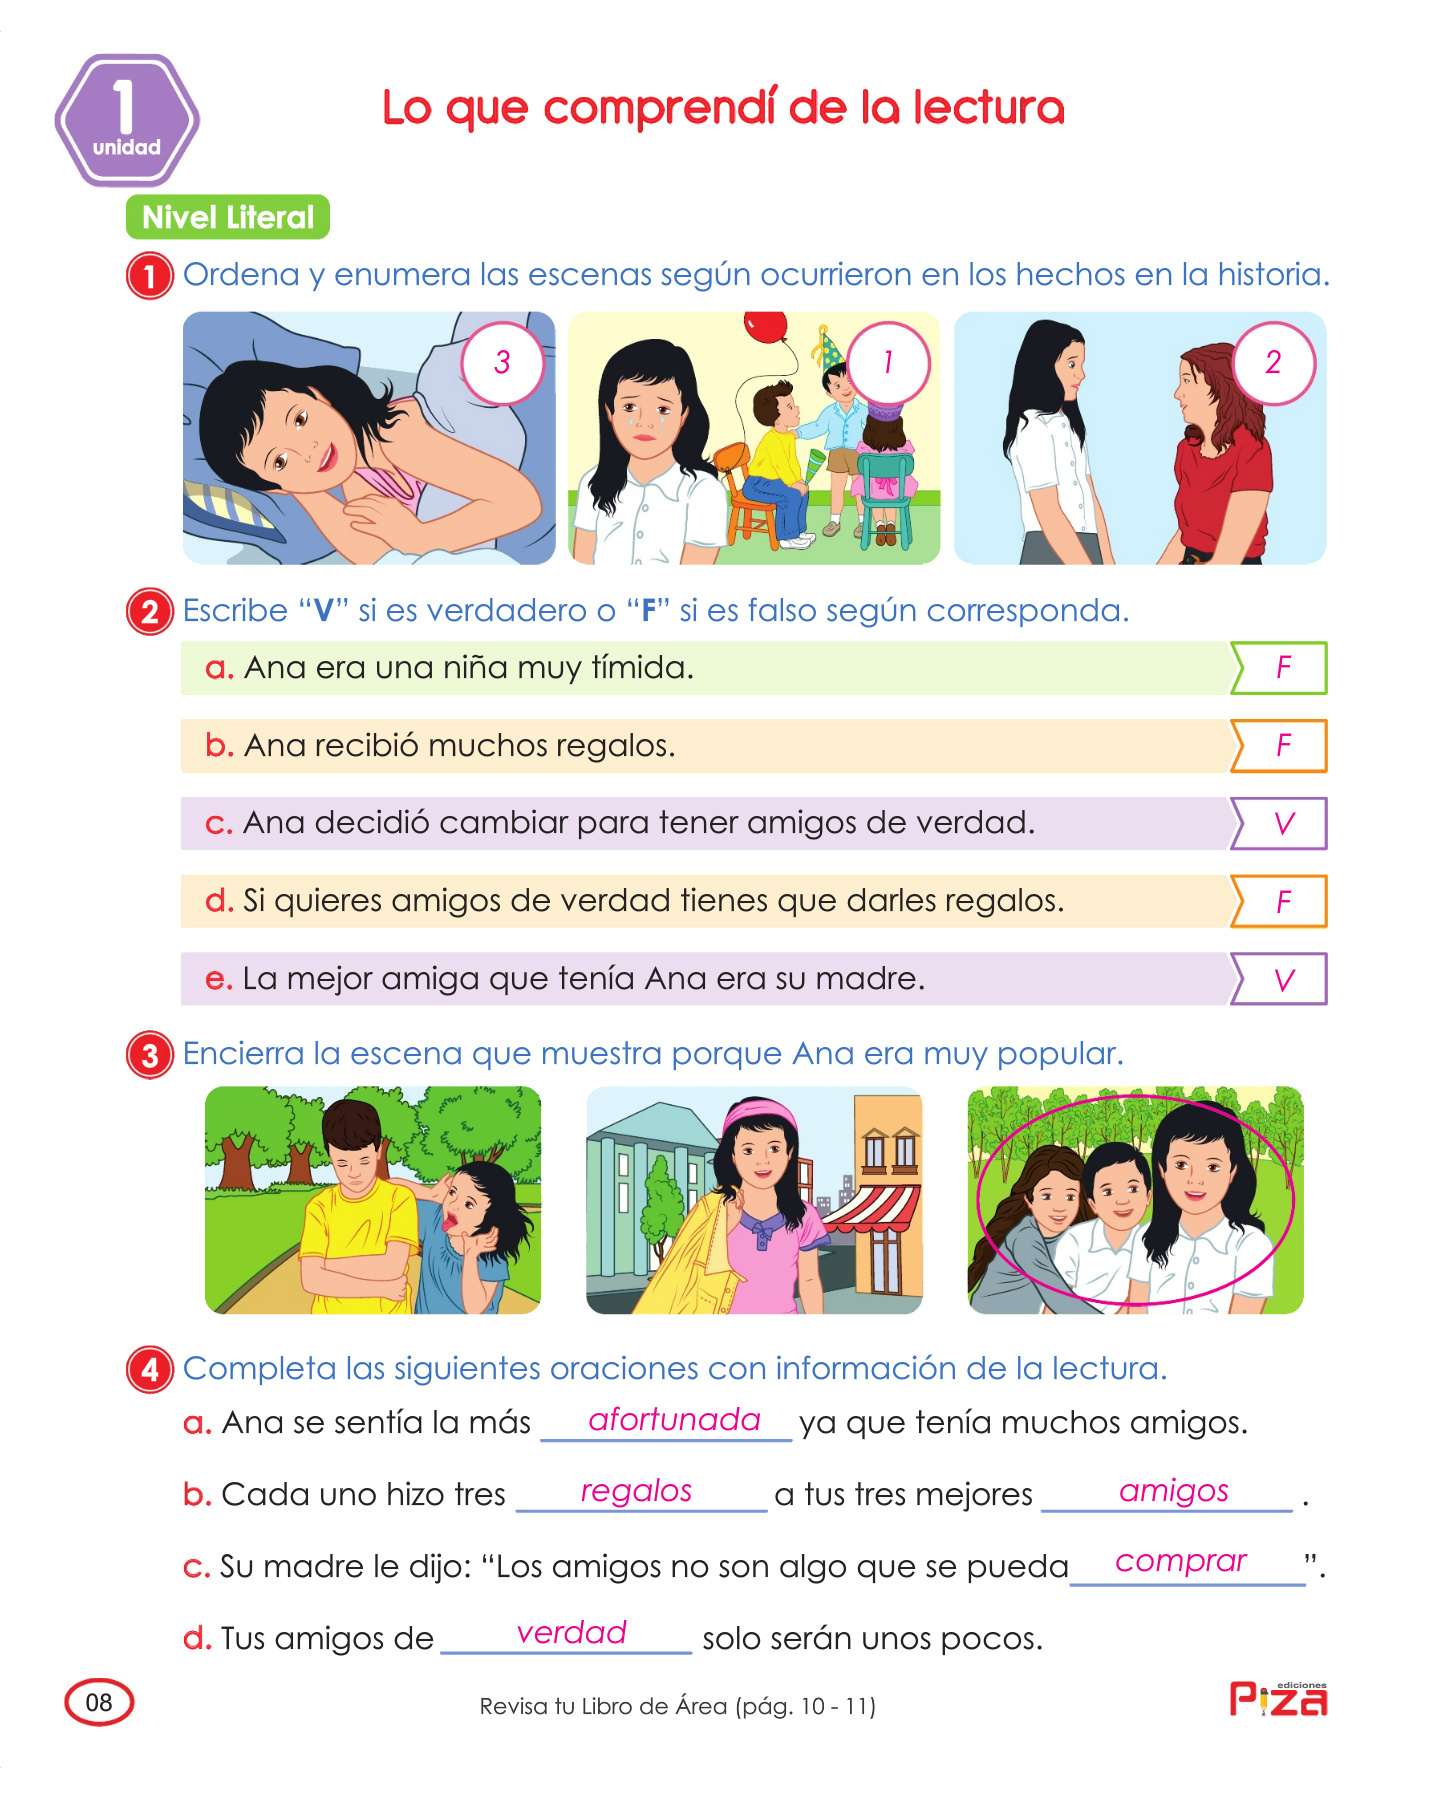 1
unidad
Lo que comprendí de la lectura
Nivel Literal
1 Ordena y enumera las escenas según ocurrieron en los hechos en la historia.
3 1 2
2 Escribe “V” si es verdadero o “F” si es falso según corresponda.
a. Ana era una niña muy tímida. F
b. Ana recibió muchos regalos. F
c. Ana decidió cambiar para tener amigos de verdad. V
d. Si quieres amigos de verdad tienes que darles regalos. F
e. La mejor amiga que tenía Ana era su madre. V
3 Encierra la escena que muestra porque Ana era muy popular.
4 Completa las siguientes oraciones con información de la lectura.
a. Ana se sentía la más afortunada ya que tenía muchos amigos.
b. Cada uno hizo tres regalos a tus tres mejores amigos .
c. Su madre le dijo: “Los amigos no son algo que se pueda comprar ”.
d. Tus amigos de verdad solo serán unos pocos.
08
Revisa tu Libro de Área (pág. 10 - 11)
ediciones
Piza